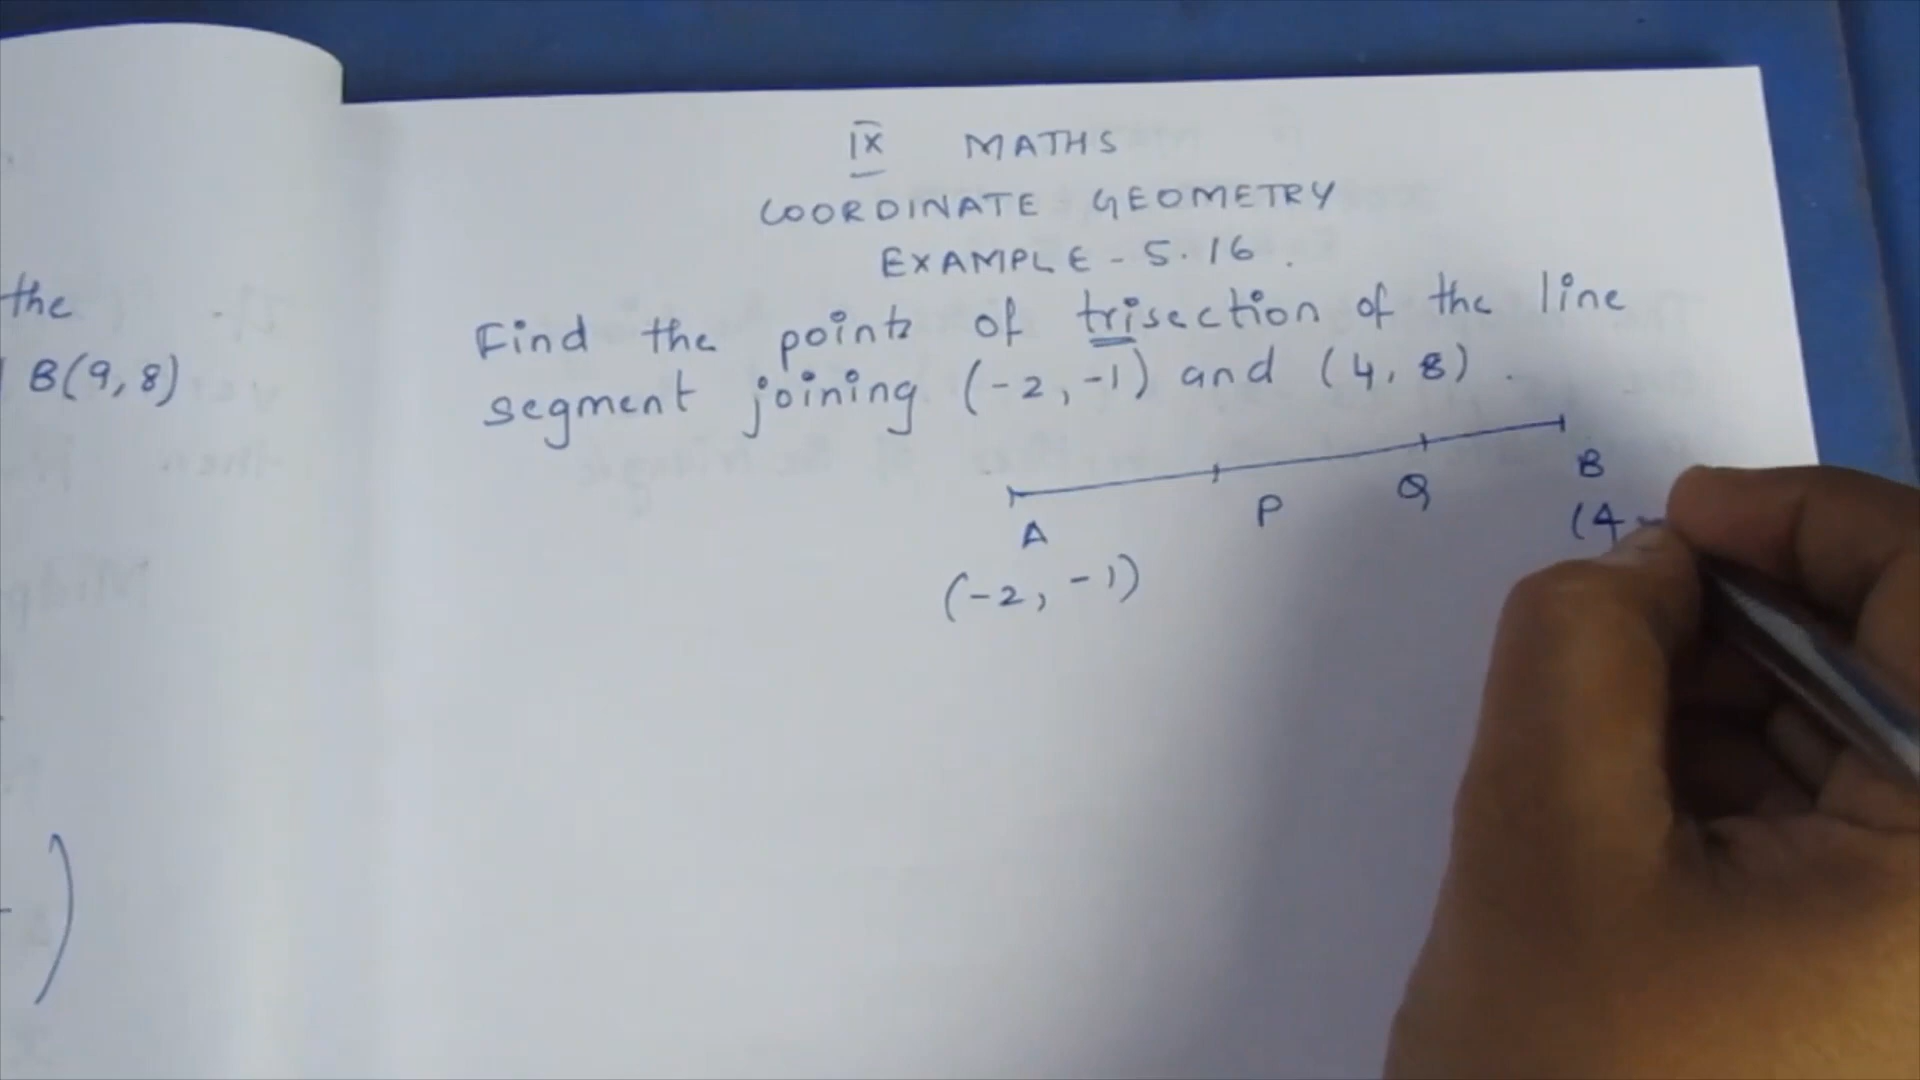 IX MATHS
COORDINATE GEOMETRY
EXAMPLE - 5.16.
Find the points of trisection of the line
segment joining (-2, -1) and (4, 8).
A P Q B
(-2, -1) (4
the
B(9, 8)